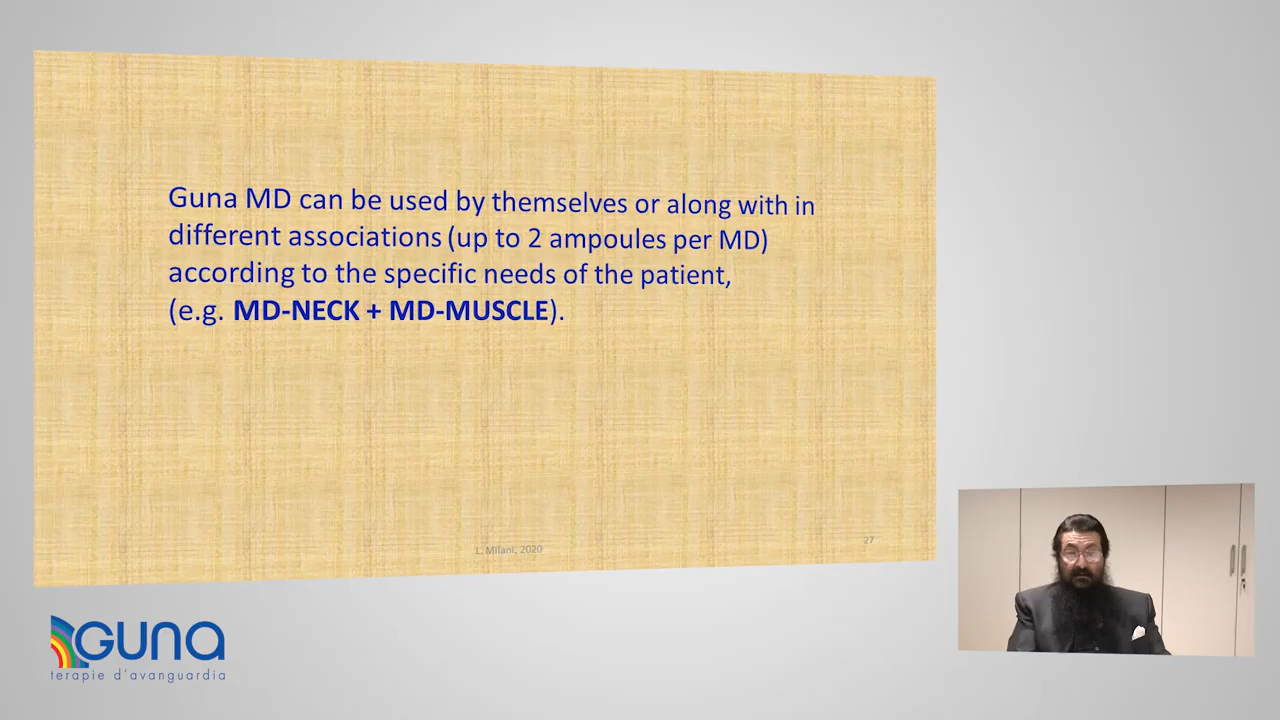 Guna MD can be used by themselves or along with in
different associations (up to 2 ampoules per MD)
according to the specific needs of the patient,
(e.g. MD-NECK + MD-MUSCLE).
L. Milani, 2020
27
GUNA
terapie d'avanguardia